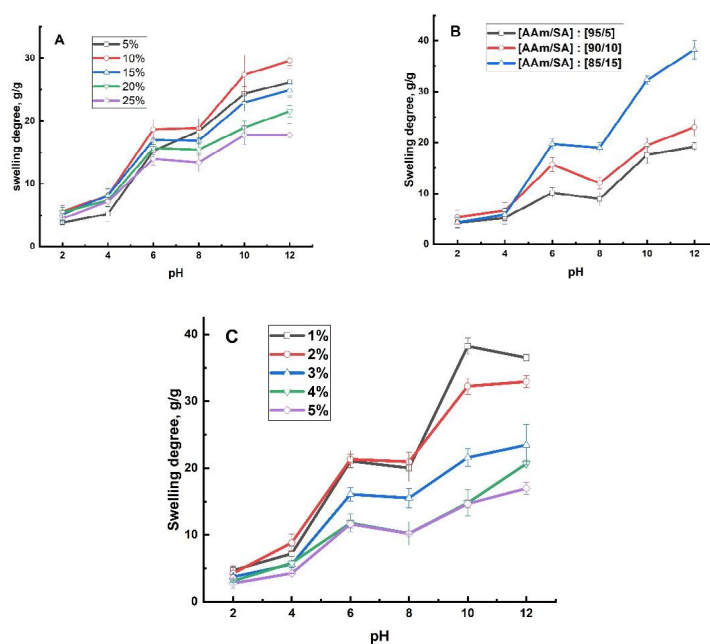 A
5%
10%
15%
20%
25%
swelling degree, g/g
30
20
10
0
2 4 6 8 10 12
pH
B
[AAm/SA] : [95/5]
[AAm/SA] : [90/10]
[AAm/SA] : [85/15]
Swelling degree, g/g
40
30
20
10
0
2 4 6 8 10 12
pH
C
1%
2%
3%
4%
5%
Swelling degree, g/g
40
30
20
10
0
2 4 6 8 10 12
pH